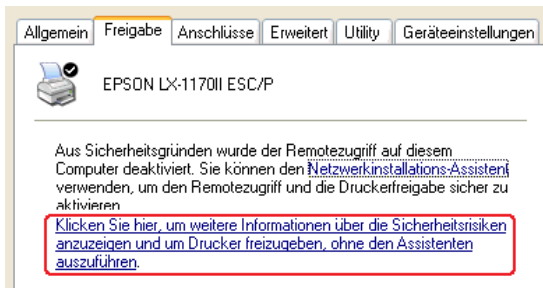 Allgemein Freigabe Anschlüsse Erweitert Utility Geräteeinstellungen
EPSON LX-1170II ESC/P
Aus Sicherheitsgründen wurde der Remotezugriff auf diesem
Computer deaktiviert. Sie können den Netzwerkinstallations-Assistent
verwenden, um den Remotezugriff und die Druckerfreigabe sicher zu
aktivieren
Klicken Sie hier, um weitere Informationen über die Sicherheitsrisiken
anzuzeigen und um Drucker freizugeben, ohne den Assistenten
auszuführen.